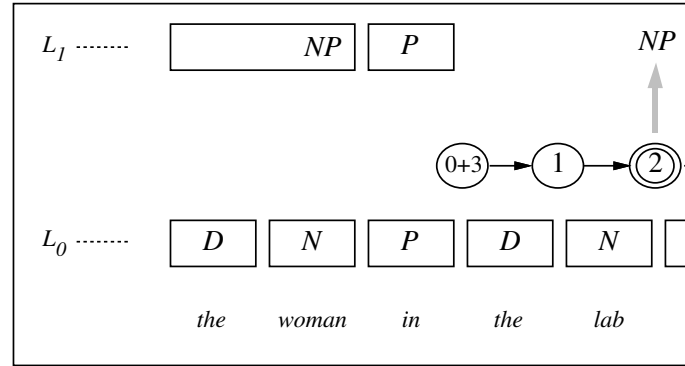 L1 ........ NP P NP
0+3 1 2
L0 ........ D N P D N
the woman in the lab